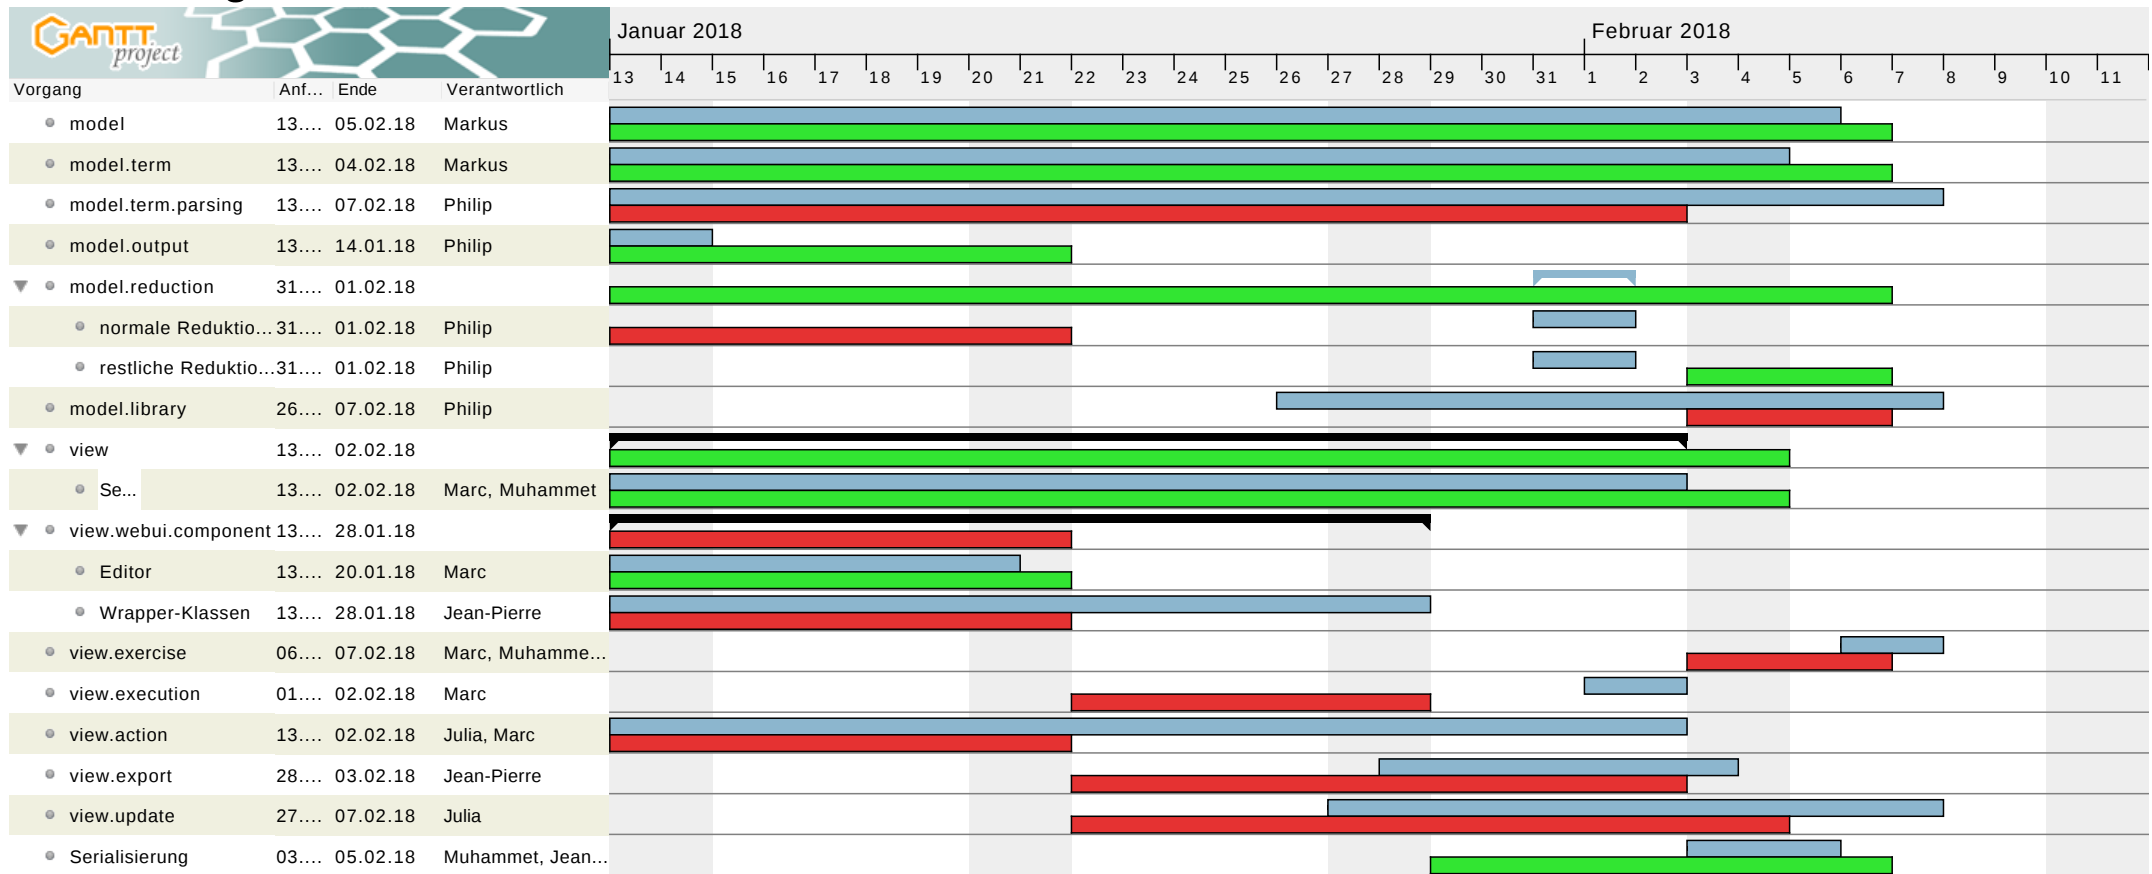 GANTT
project
Januar 2018 Februar 2018
13 14 15 16 17 18 19 20 21 22 23 24 25 26 27 28 29 30 31 1 2 3 4 5 6 7 8 9 10 11
Vorgang Anf... Ende Verantwortlich
model 13.... 05.02.18 Markus
model.term 13.... 04.02.18 Markus
model.term.parsing 13.... 07.02.18 Philip
model.output 13.... 14.01.18 Philip
model.reduction 31.... 01.02.18
normale Reduktio... 31.... 01.02.18 Philip
restliche Reduktio... 31.... 01.02.18 Philip
model.library 26.... 07.02.18 Philip
view 13.... 02.02.18
Se... 13.... 02.02.18 Marc, Muhammet
view.webui.component 13.... 28.01.18
Editor 13.... 20.01.18 Marc
Wrapper-Klassen 13.... 28.01.18 Jean-Pierre
view.exercise 06.... 07.02.18 Marc, Muhamme...
view.execution 01.... 02.02.18 Marc
view.action 13.... 02.02.18 Julia, Marc
view.export 28.... 03.02.18 Jean-Pierre
view.update 27.... 07.02.18 Julia
Serialisierung 03.... 05.02.18 Muhammet, Jean...